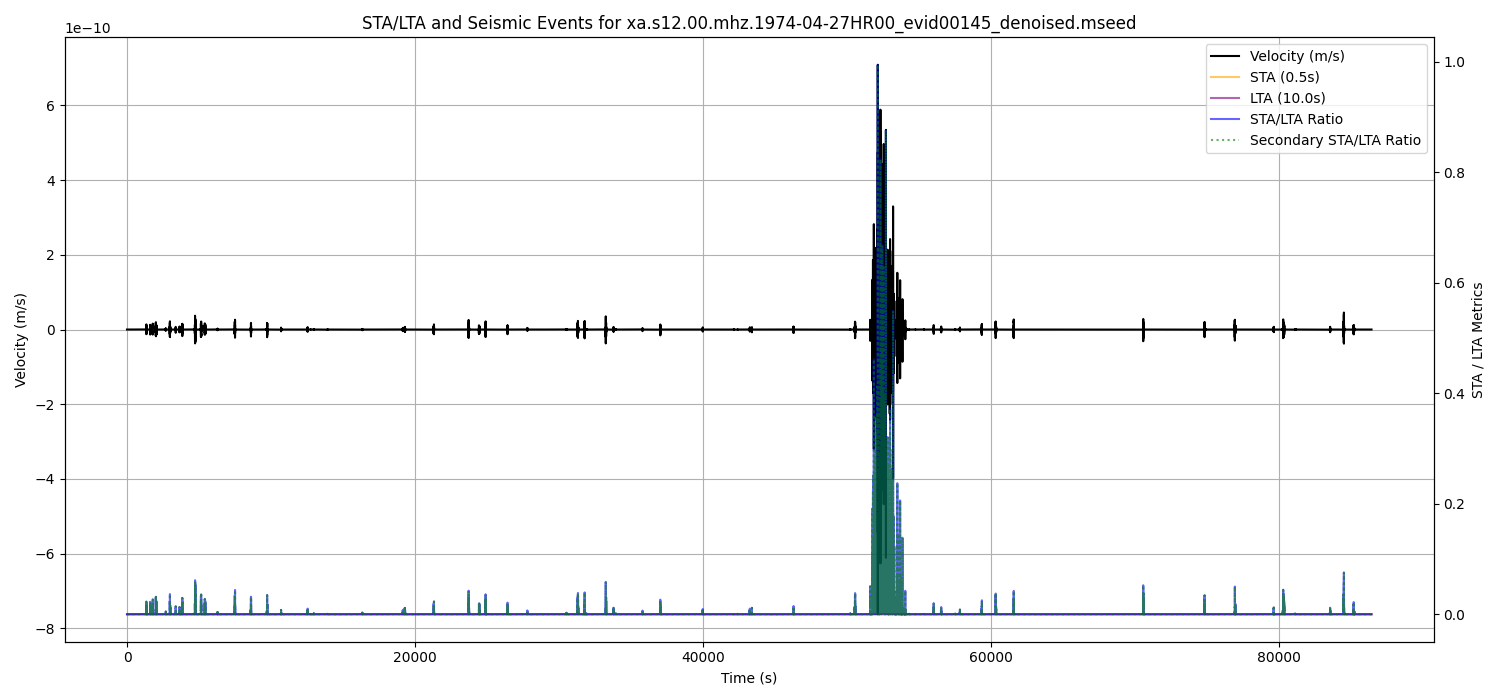 STA/LTA and Seismic Events for xa.s12.00.mhz.1974-04-27HR00_evid00145_denoised.mseed
1e−10
Velocity (m/s)
STA (0.5s)
LTA (10.0s)
STA/LTA Ratio
Secondary STA/LTA Ratio
6
4
2
0
−2
−4
−6
−8
Velocity (m/s)
1.0
0.8
0.6
0.4
0.2
0.0
STA / LTA Metrics
0 20000 40000 60000 80000
Time (s)